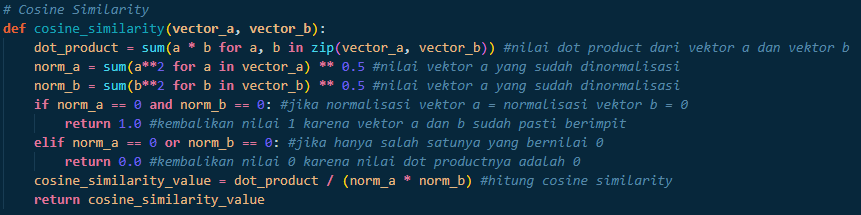 # Cosine Similarity
def cosine_similarity(vector_a, vector_b):
    dot_product = sum(a * b for a, b in zip(vector_a, vector_b)) #nilai dot product dari vektor a dan vektor b
    norm_a = sum(a**2 for a in vector_a) ** 0.5 #nilai vektor a yang sudah dinormalisasi
    norm_b = sum(b**2 for b in vector_b) ** 0.5 #nilai vektor b yang sudah dinormalisasi
    if norm_a == 0 and norm_b == 0: #jika normalisasi vektor a = normalisasi vektor b = 0
        return 1.0 #kembalikan nilai 1 karena vektor a dan b sudah pasti berimpit
    elif norm_a == 0 or norm_b == 0: #jika hanya salah satunya yang bernilai 0
        return 0.0 #kembalikan nilai 0 karena nilai dot productnya adalah 0
    cosine_similarity_value = dot_product / (norm_a * norm_b) #hitung cosine similarity
    return cosine_similarity_value